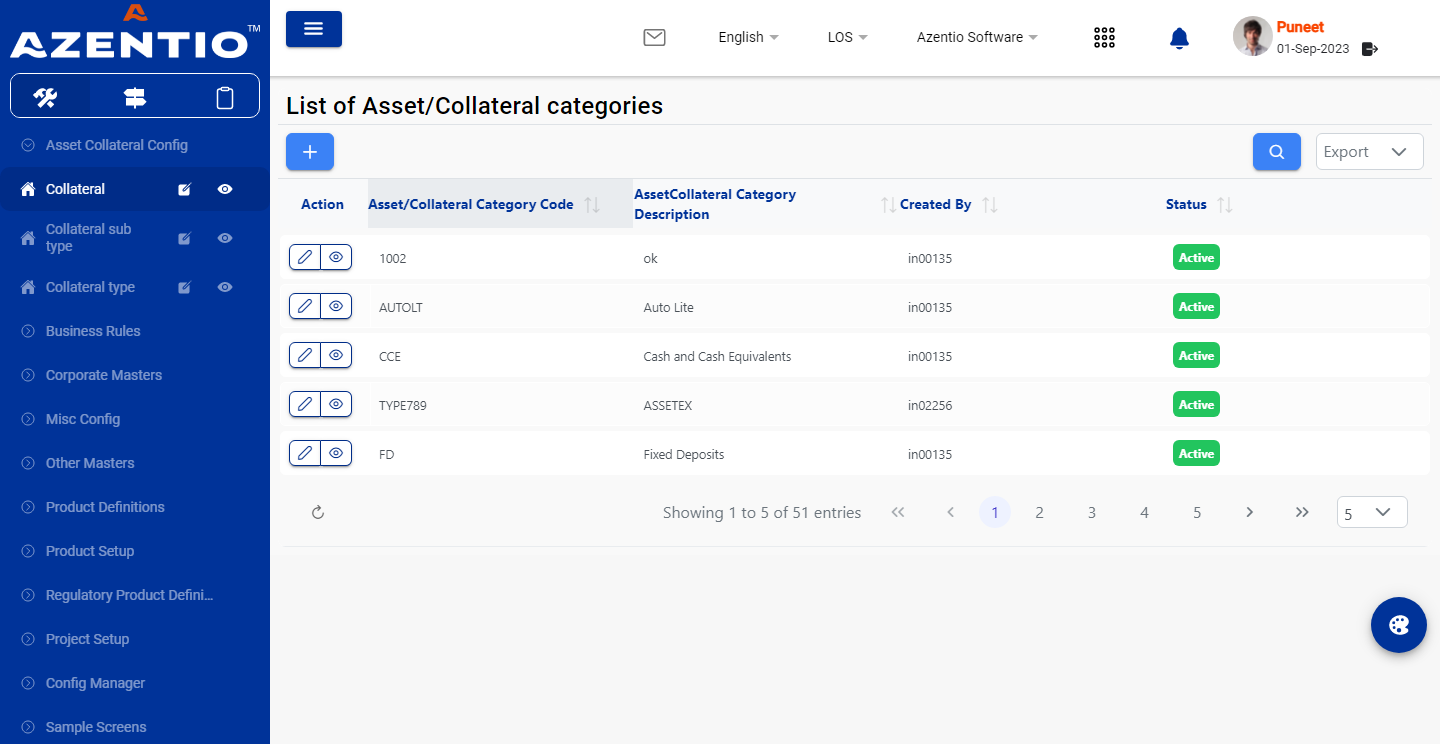 AZENTIO™
English
LOS
Azentio Software
Puneet
01-Sep-2023
Asset Collateral Config
Collateral
Collateral sub
type
Collateral type
Business Rules
Corporate Masters
Misc Config
Other Masters
Product Definitions
Product Setup
Regulatory Product Defini...
Project Setup
Config Manager
Sample Screens
List of Asset/Collateral categories
Export
Action Asset/Collateral Category Code AssetCollateral Category Description Created By Status
1002 ok in00135 Active
AUTOLT Auto Lite in00135 Active
CCE Cash and Cash Equivalents in00135 Active
TYPE789 ASSETEX in02256 Active
FD Fixed Deposits in00135 Active
Showing 1 to 5 of 51 entries 1 2 3 4 5 5